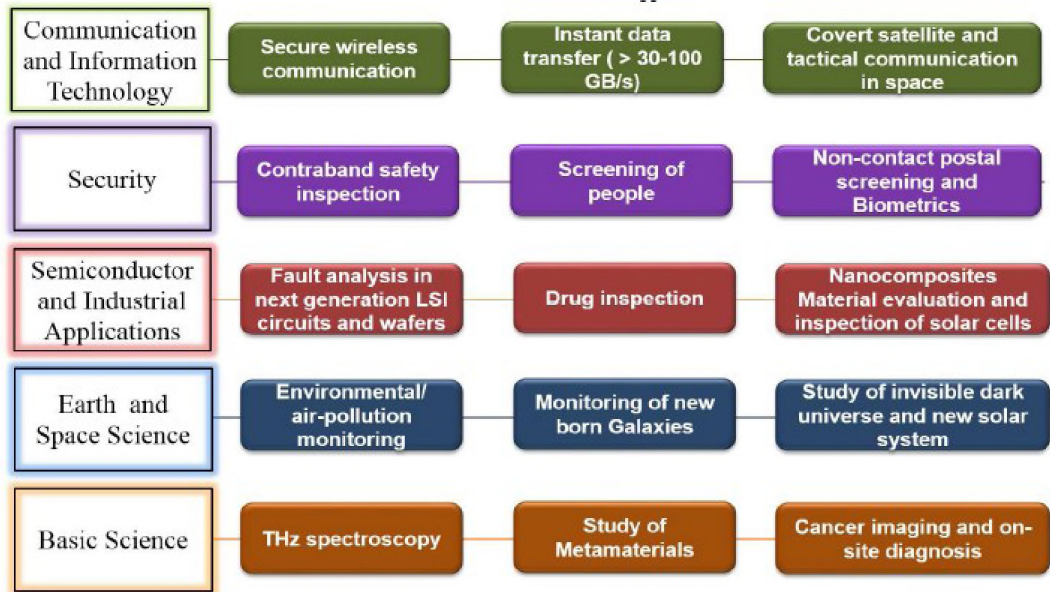 Communication
and Information
Technology
Secure wireless
communication
Instant data
transfer ( > 30-100
GB/s)
Covert satellite and
tactical communication
in space
Security
Contraband safety
inspection
Screening of
people
Non-contact postal
screening and
Biometrics
Semiconductor
and Industrial
Applications
Fault analysis in
next generation LSI
circuits and wafers
Drug inspection
Nanocomposites
Material evaluation and
inspection of solar cells
Earth and
Space Science
Environmental/
air-pollution
monitoring
Monitoring of new
born Galaxies
Study of invisible dark
universe and new solar
system
Basic Science
THz spectroscopy
Study of
Metamaterials
Cancer imaging and on-
site diagnosis